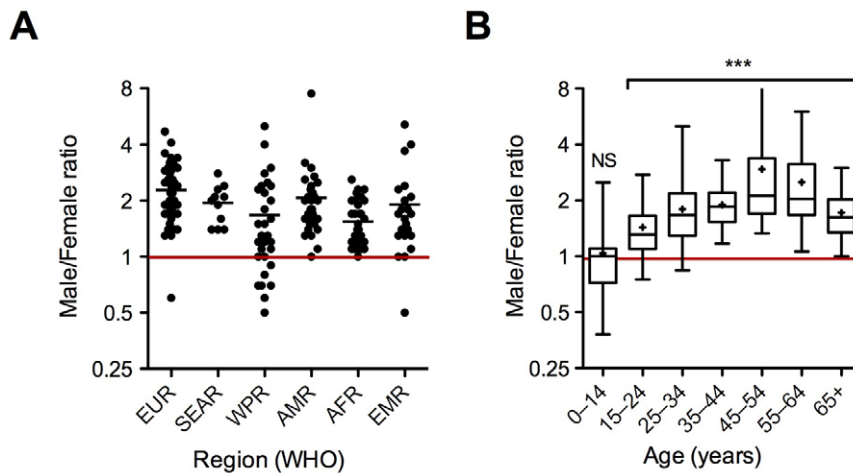 A
Male/Female ratio
8
4
2
1
0.5
0.25
EUR
SEAR
WPR
AMR
AFR
EMR
Region (WHO)
B
***
NS
Male/Female ratio
8
4
2
1
0.5
0.25
0–14
15–24
25–34
35–44
45–54
55–64
65+
Age (years)